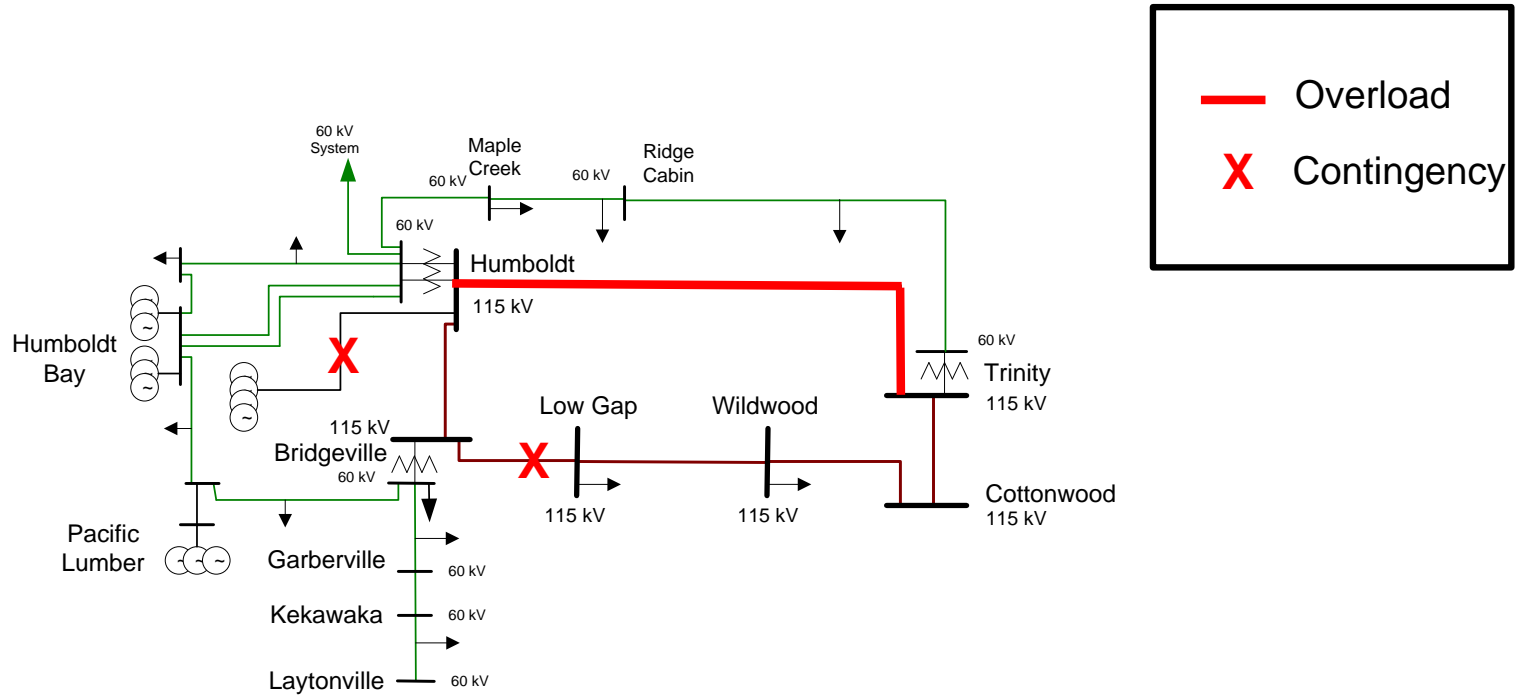 Overload
X Contingency
60 kV
System
Maple
Creek
60 kV
Ridge
Cabin
60 kV
60 kV
Humboldt
115 kV
Humboldt
Bay
~
~
X
~
60 kV
Trinity
115 kV
Low Gap
Wildwood
115 kV
Bridgeville
60 kV
X
115 kV
115 kV
Cottonwood
115 kV
Pacific
Lumber
~ ~ ~
Garberville
60 kV
Kekawaka
60 kV
Laytonville
60 kV